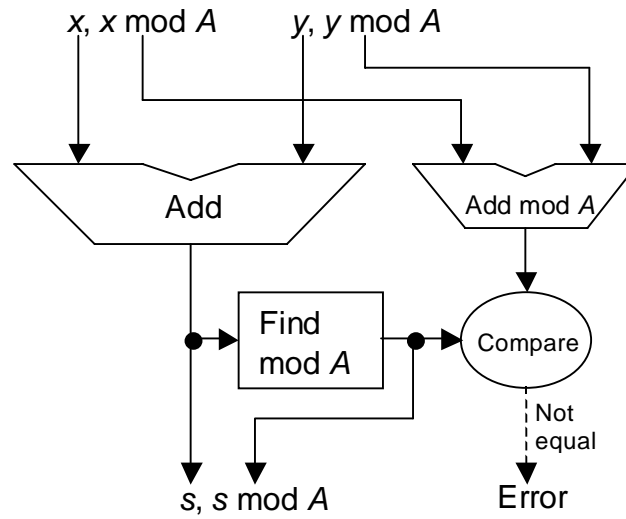 x, x mod A
y, y mod A
Add
Add mod A
Find
mod A
Compare
Not
equal
s, s mod A
Error